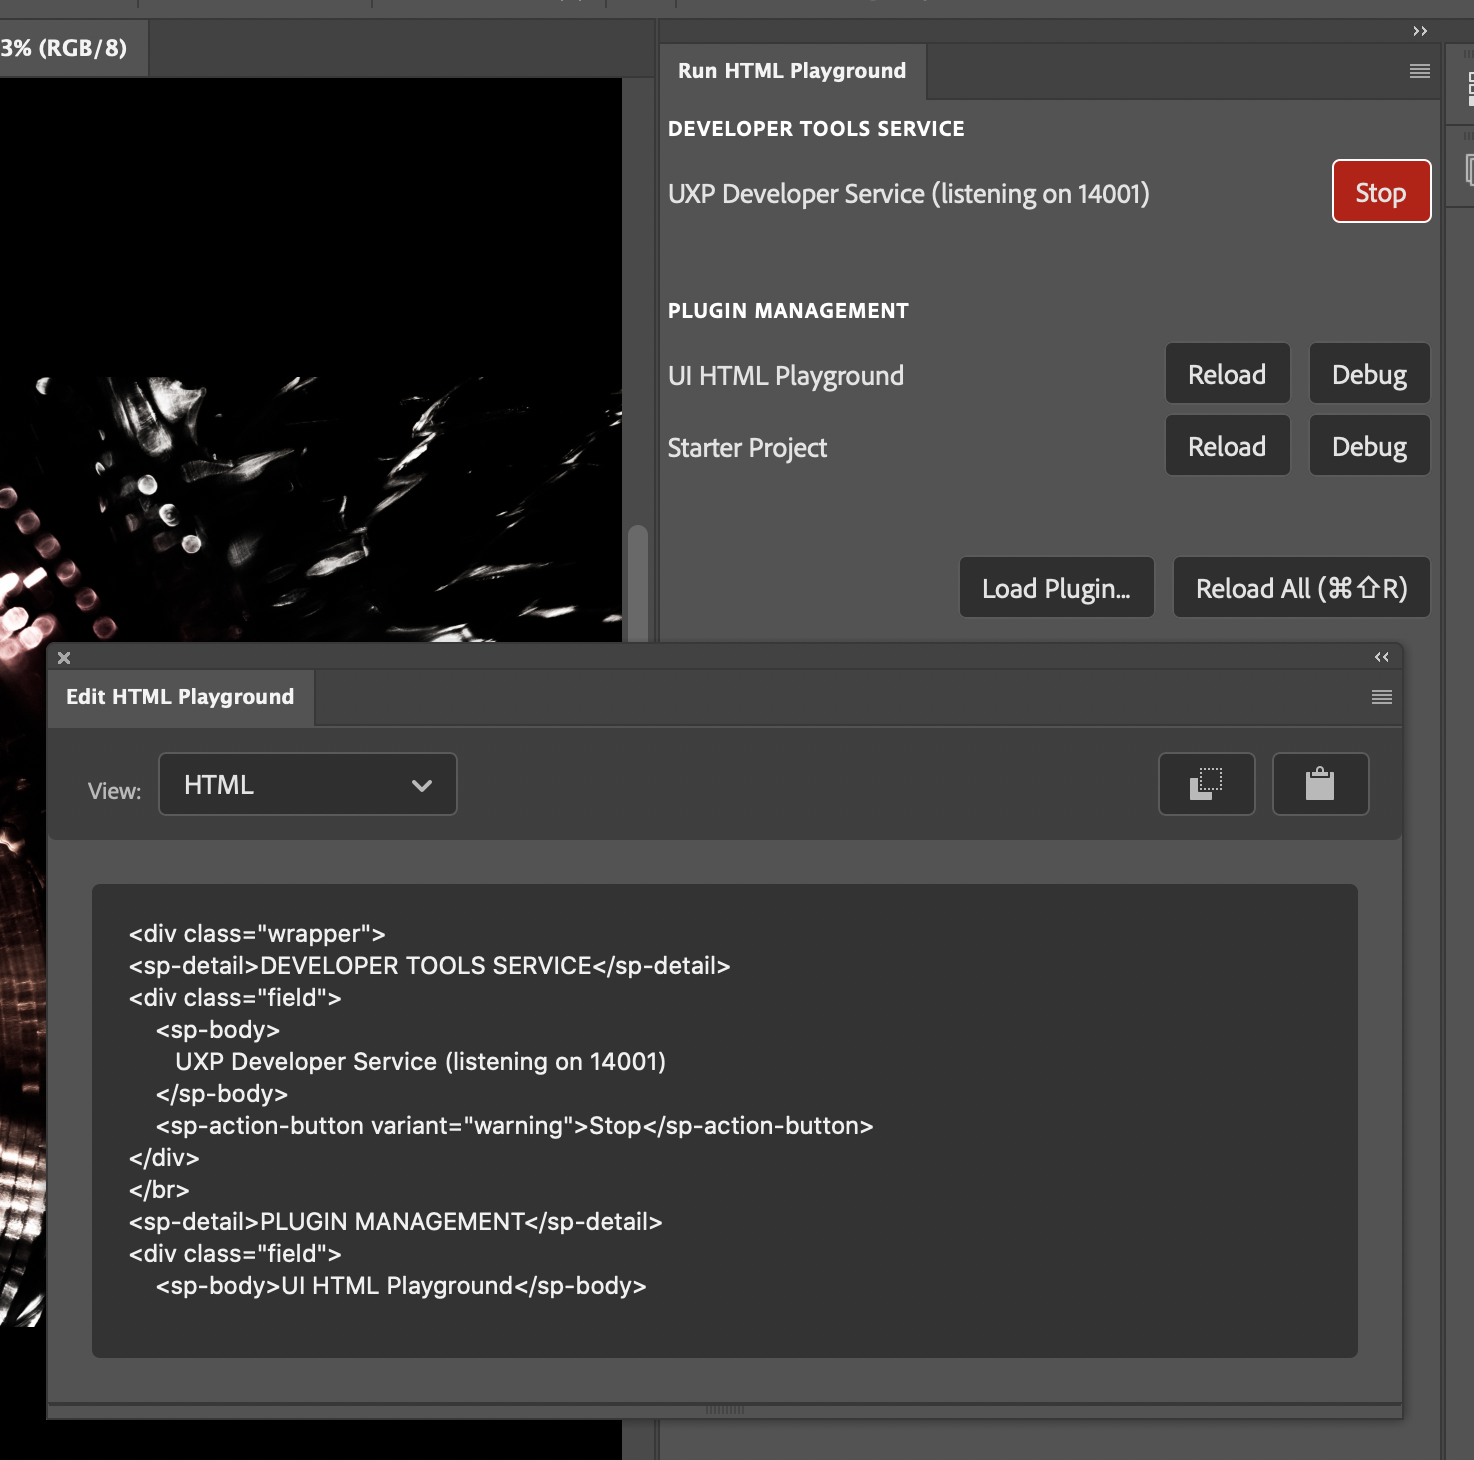 3% (RGB/8)
Run HTML Playground
DEVELOPER TOOLS SERVICE
UXP Developer Service (listening on 14001)
Stop
PLUGIN MANAGEMENT
UI HTML Playground
Reload
Debug
Starter Project
Reload
Debug
Load Plugin...
Reload All (⌘⇧R)
Edit HTML Playground
View:
HTML
<div class="wrapper">
<sp-detail>DEVELOPER TOOLS SERVICE</sp-detail>
<div class="field">
<sp-body>
UXP Developer Service (listening on 14001)
</sp-body>
<sp-action-button variant="warning">Stop</sp-action-button>
</div>
</br>
<sp-detail>PLUGIN MANAGEMENT</sp-detail>
<div class="field">
<sp-body>UI HTML Playground</sp-body>